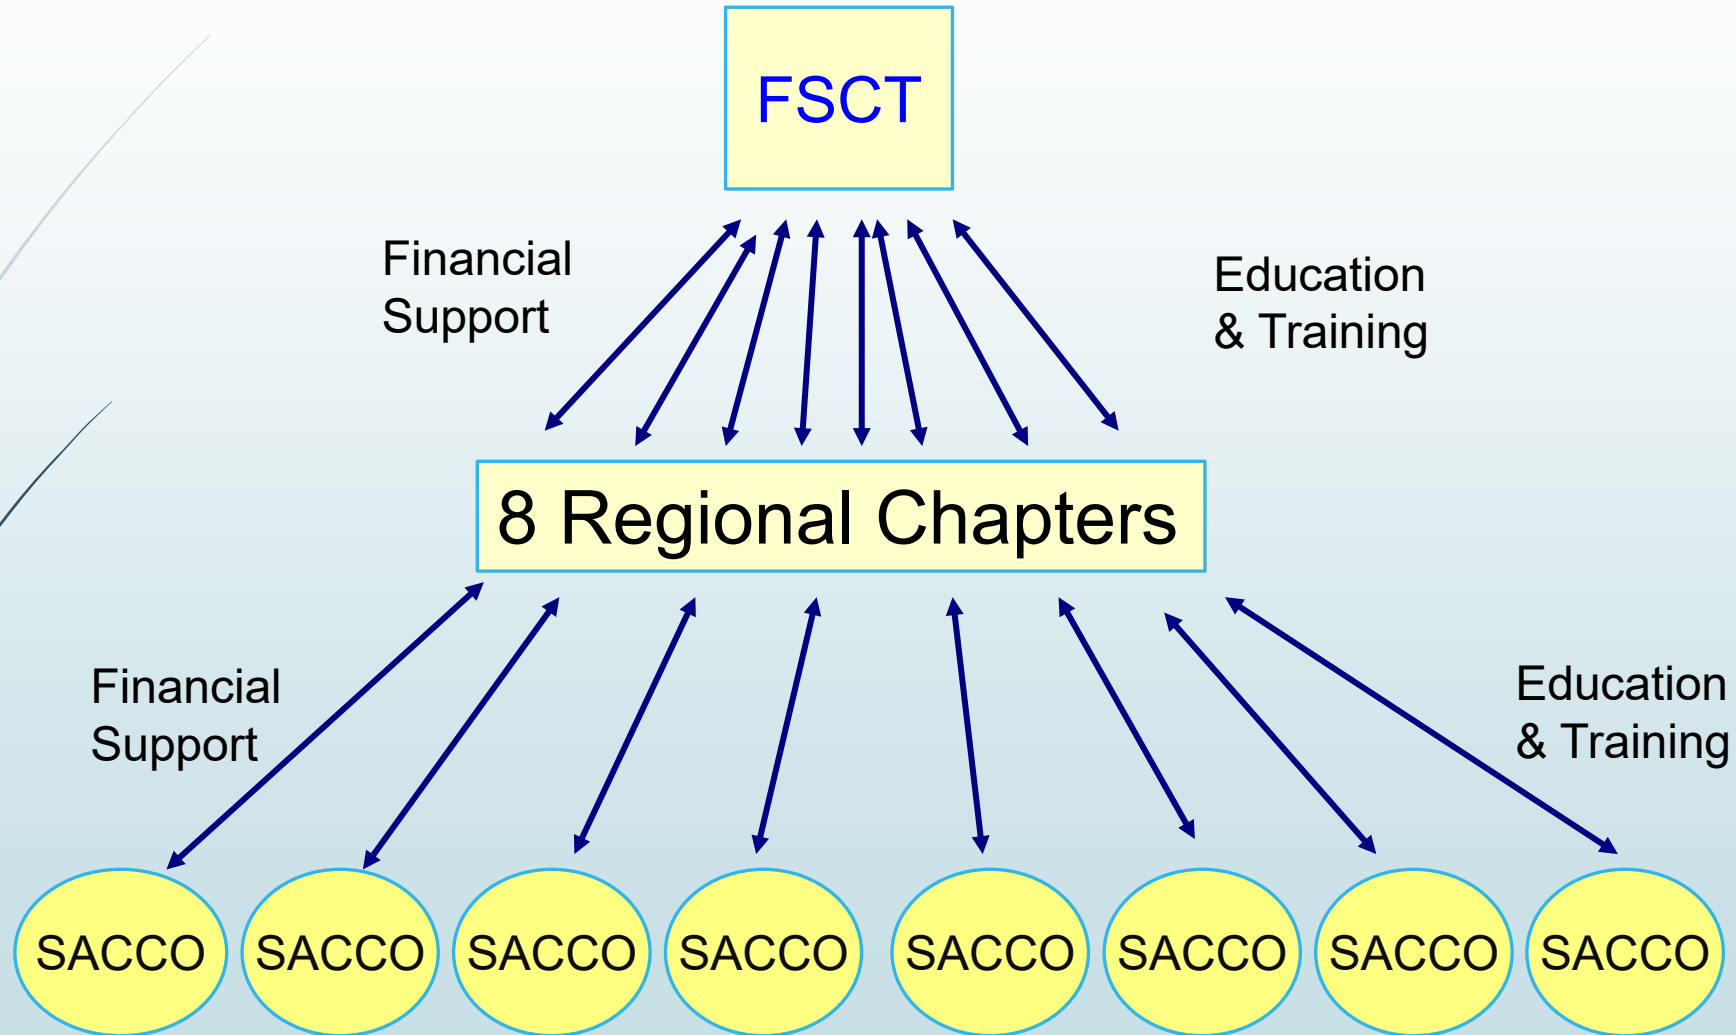 FSCT
Financial
Support
Education
& Training
8 Regional Chapters
Financial
Support
Education
& Training
SACCO
SACCO
SACCO
SACCO
SACCO
SACCO
SACCO
SACCO